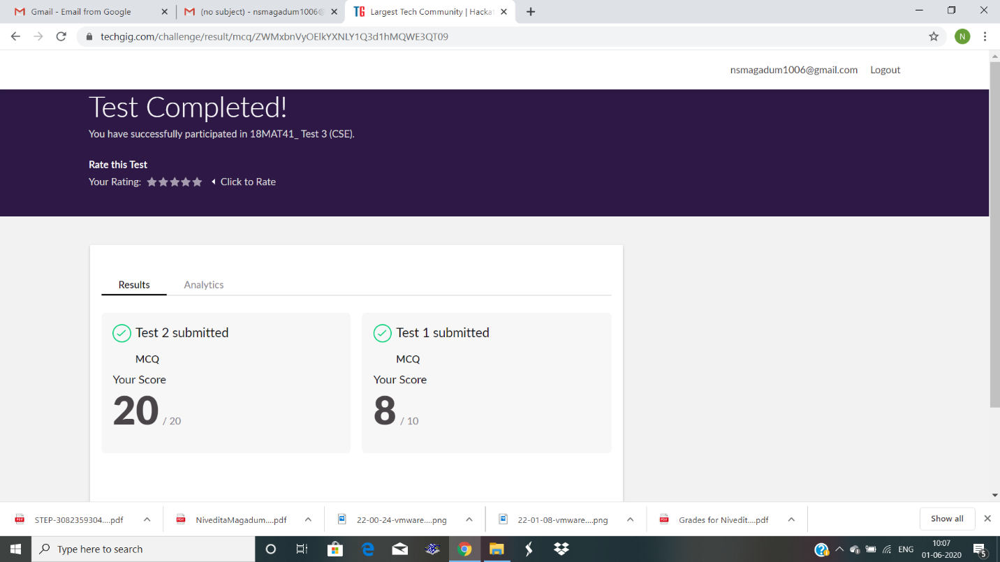 Gmail - Email from Google
(no subject) - nsmagadum1006@
TG Largest Tech Community | Hackat
techgig.com/challenge/result/mcq/ZWMxbnVyOElkYXNLY1Q3d1hMQWE3QT09
N
nsmagadum1006@gmail.com Logout
Test Completed!
You have successfully participated in 18MAT41_ Test 3 (CSE).
Rate this Test
Your Rating: Click to Rate
Results Analytics
Test 2 submitted
MCQ
Your Score
20 / 20
Test 1 submitted
MCQ
Your Score
8 / 10
STEP-3082359304....pdf
NiveditaMagadum....pdf
22-00-24-vmware....png
22-01-08-vmware....png
Grades for Nivedit....pdf
Show all
Type here to search
ENG
10:07
01-06-2020
5